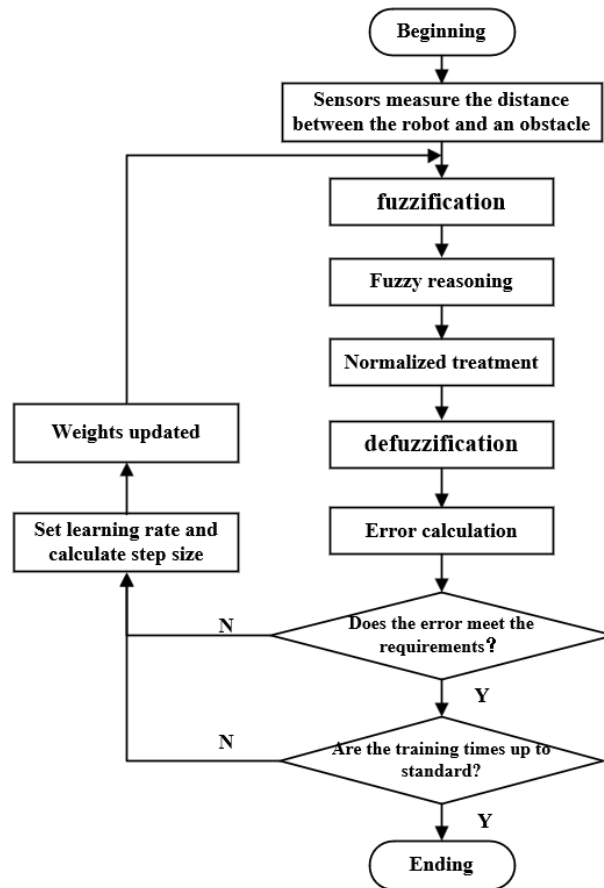 Beginning
Sensors measure the distance
between the robot and an obstacle
fuzzification
Fuzzy reasoning
Normalized treatment
Weights updated
defuzzification
Set learning rate and
calculate step size
Error calculation
N
Does the error meet the
requirements?
Y
N
Are the training times up to
standard?
Y
Ending